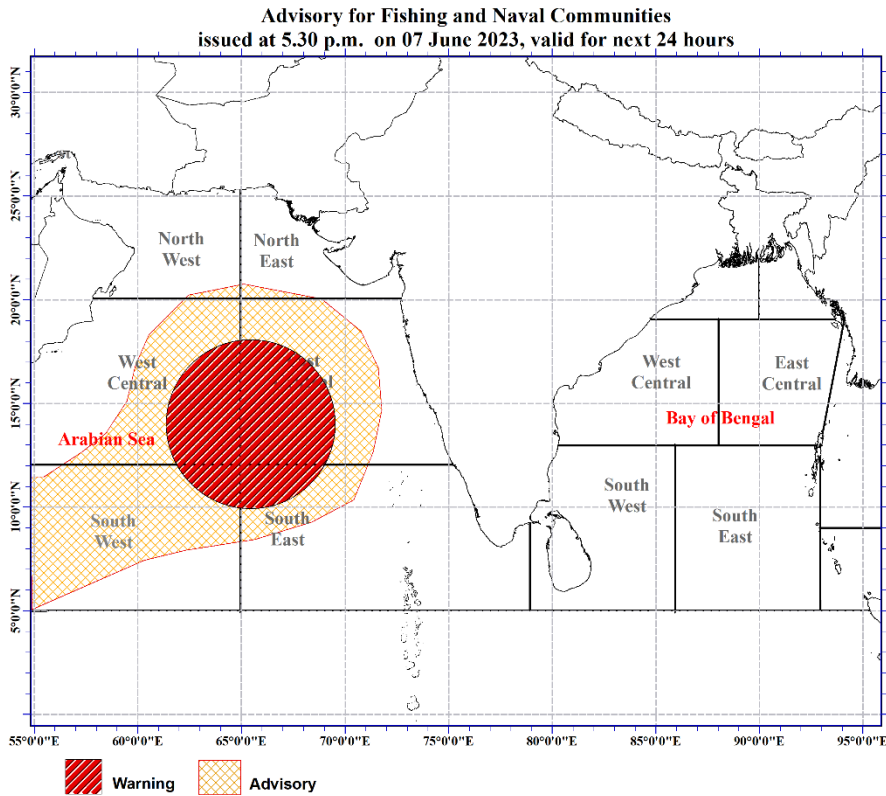 Advisory for Fishing and Naval Communities
issued at 5.30 p.m. on 07 June 2023, valid for next 24 hours
30°0'0"N
25°0'0"N
20°0'0"N
15°0'0"N
10°0'0"N
5°0'0"N
North
West
North
East
West
Central
East
Central
Arabian Sea
South
West
South
East
West
Central
East
Central
Bay of Bengal
South
West
South
East
55°0'0"E
60°0'0"E
65°0'0"E
70°0'0"E
75°0'0"E
80°0'0"E
85°0'0"E
90°0'0"E
95°0'0"E
Warning
Advisory